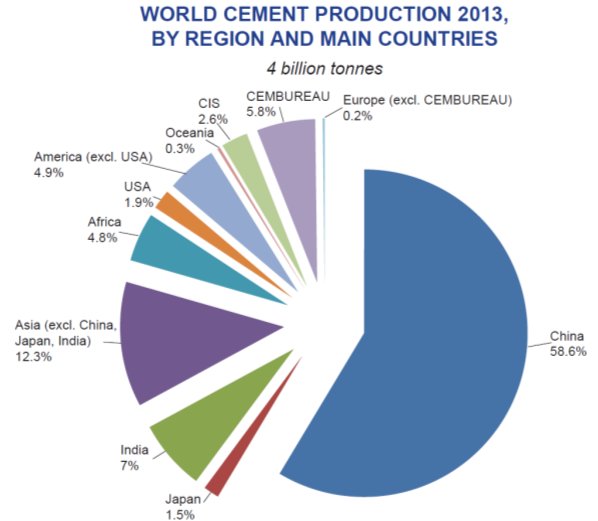 WORLD CEMENT PRODUCTION 2013,
BY REGION AND MAIN COUNTRIES
4 billion tonnes
CEMBUREAU
5.8%
Europe (excl. CEMBUREAU)
0.2%
CIS
2.6%
Oceania
0.3%
America (excl. USA)
4.9%
USA
1.9%
Africa
4.8%
Asia (excl. China,
Japan, India)
12.3%
China
58.6%
India
7%
Japan
1.5%